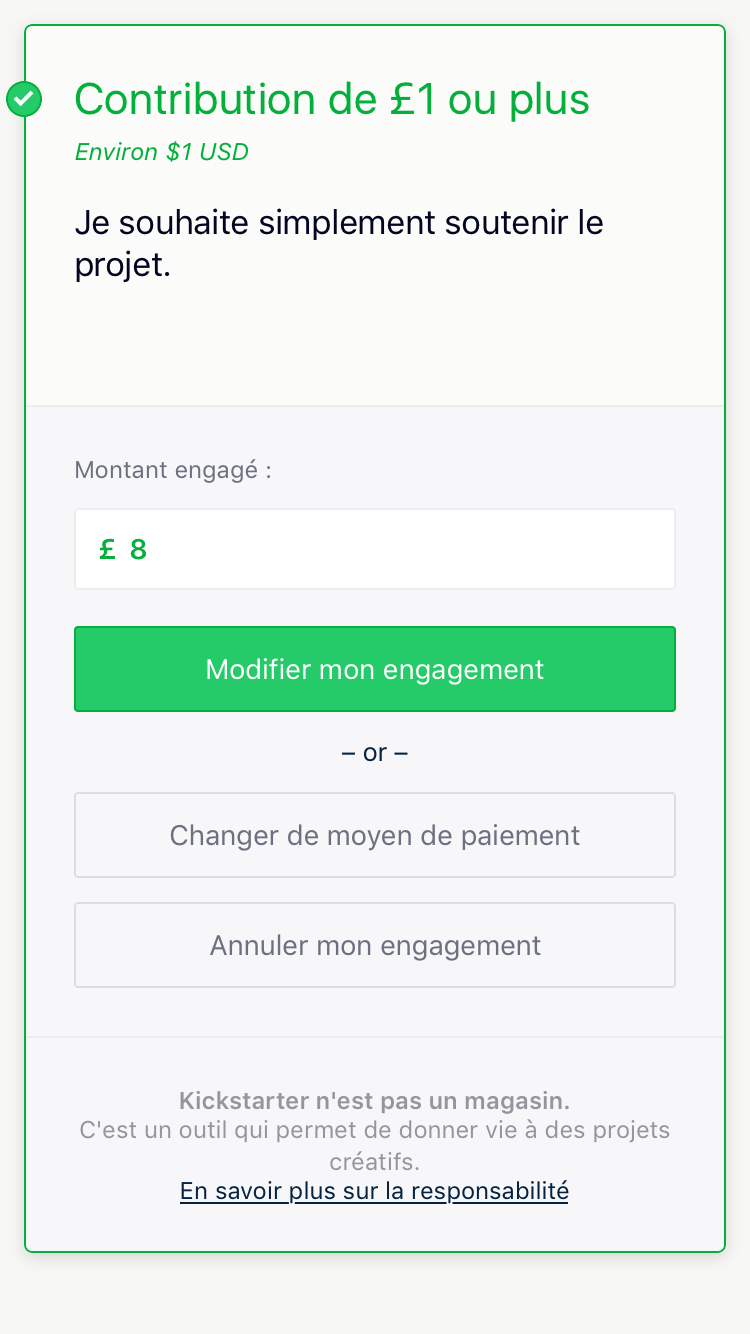 Contribution de £1 ou plus
Environ $1 USD
Je souhaite simplement soutenir le
projet.
Montant engagé :
£ 8
Modifier mon engagement
– or –
Changer de moyen de paiement
Annuler mon engagement
Kickstarter n'est pas un magasin.
C'est un outil qui permet de donner vie à des projets
créatifs.
En savoir plus sur la responsabilité